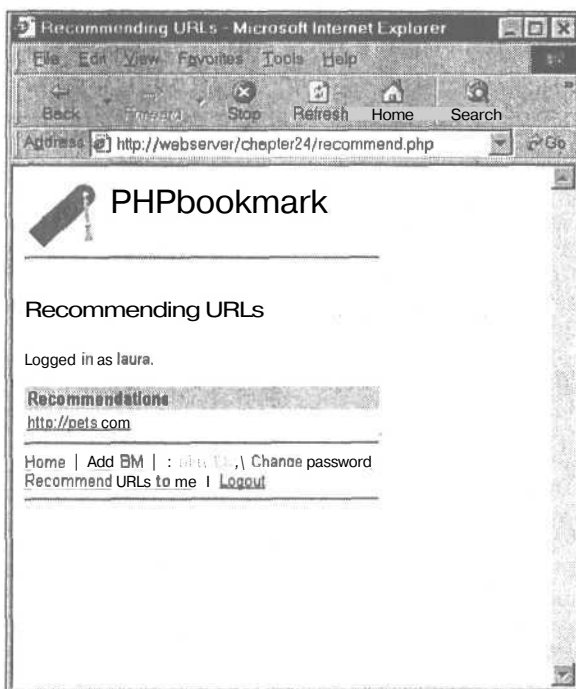 Recommending URLs - Microsoft Internet Explorer
File Edit View Favorites Tools Help
Back Forward Stop Refresh Home Search
Address http://webserver/chapter24/recommend.php Go
PHPbookmark
Recommending URLs
Logged in as laura.
Recommendations
http://pets com
Home | Add BM | : ,\ Change password
Recommend URLs to me I Logout